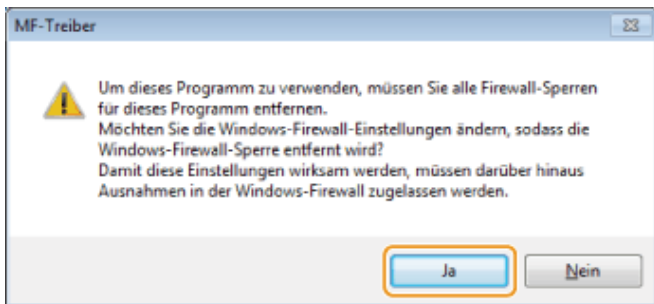 MF-Treiber
Um dieses Programm zu verwenden, müssen Sie alle Firewall-Sperren
für dieses Programm entfernen.
Möchten Sie die Windows-Firewall-Einstellungen ändern, sodass die
Windows-Firewall-Sperre entfernt wird?
Damit diese Einstellungen wirksam werden, müssen darüber hinaus
Ausnahmen in der Windows-Firewall zugelassen werden.
Ja
Nein